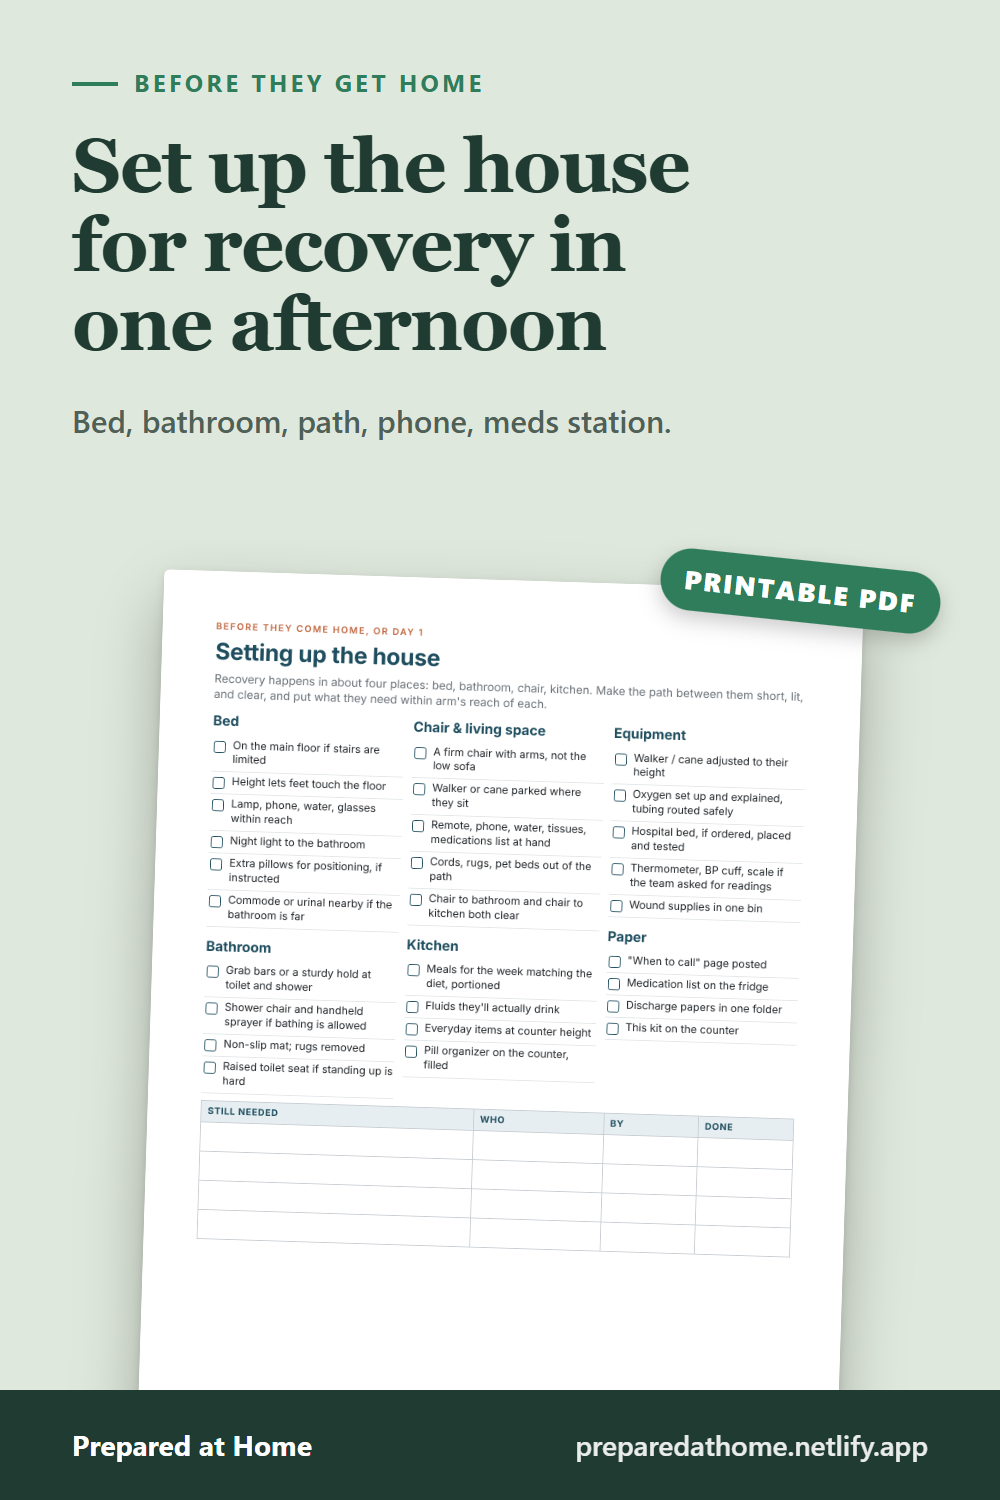 BEFORE THEY GET HOME
Set up the house
for recovery in
one afternoon
Bed, bathroom, path, phone, meds station.
PRINTABLE PDF
BEFORE THEY COME HOME, OR DAY 1
Setting up the house
Recovery happens in about four places: bed, bathroom, chair, kitchen. Make the path between them short, lit,
and clear, and put what they need within arm's reach of each.
Bed
On the main floor if stairs are
limited
Height lets feet touch the floor
Lamp, phone, water, glasses
within reach
Night light to the bathroom
Extra pillows for positioning, if
instructed
Commode or urinal nearby if the
bathroom is far
Bathroom
Grab bars or a sturdy hold at
toilet and shower
Shower chair and handheld
sprayer if bathing is allowed
Non-slip mat; rugs removed
Raised toilet seat if standing up is
hard
Chair & living space
A firm chair with arms, not the
low sofa
Walker or cane parked where
they sit
Remote, phone, water, tissues,
medications list at hand
Cords, rugs, pet beds out of the
path
Chair to bathroom and chair to
kitchen both clear
Kitchen
Meals for the week matching the
diet, portioned
Fluids they'll actually drink
Everyday items at counter height
Pill organizer on the counter,
filled
Equipment
Walker / cane adjusted to their
height
Oxygen set up and explained,
tubing routed safely
Hospital bed, if ordered, placed
and tested
Thermometer, BP cuff, scale if
the team asked for readings
Wound supplies in one bin
Paper
"When to call" page posted
Medication list on the fridge
Discharge papers in one folder
This kit on the counter
STILL NEEDED WHO BY DONE
Prepared at Home
preparedathome.netlify.app